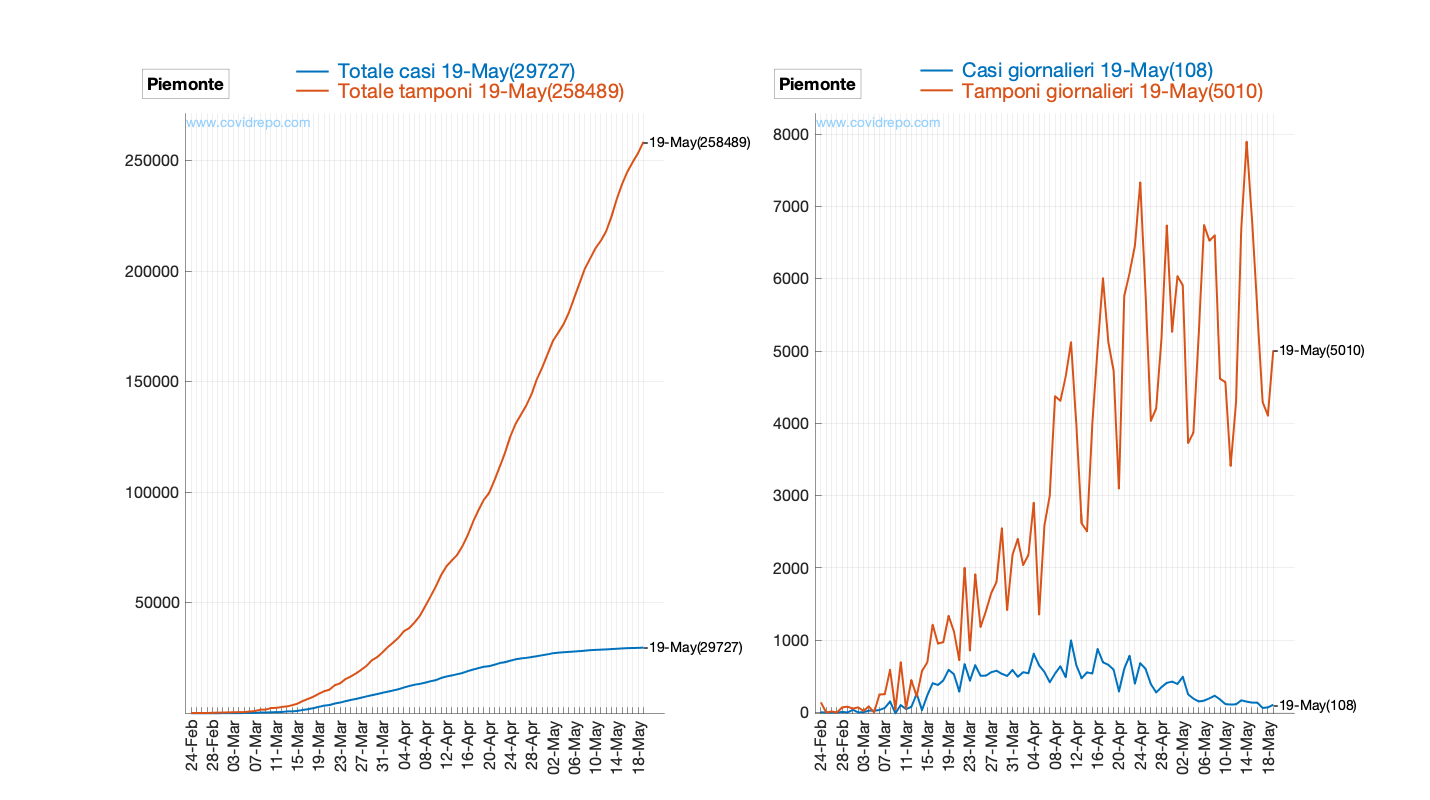 Piemonte
Totale casi 19-May(29727)
Totale tamponi 19-May(258489)
www.covidrepo.com
250000
200000
150000
100000
50000
19-May(258489)
19-May(29727)
24-Feb
28-Feb
03-Mar
07-Mar
11-Mar
15-Mar
19-Mar
23-Mar
27-Mar
31-Mar
04-Apr
08-Apr
12-Apr
16-Apr
20-Apr
24-Apr
28-Apr
02-May
06-May
10-May
14-May
18-May
Piemonte
Casi giornalieri 19-May(108)
Tamponi giornalieri 19-May(5010)
www.covidrepo.com
8000
7000
6000
5000
4000
3000
2000
1000
0
19-May(5010)
19-May(108)
24-Feb
28-Feb
03-Mar
07-Mar
11-Mar
15-Mar
19-Mar
23-Mar
27-Mar
31-Mar
04-Apr
08-Apr
12-Apr
16-Apr
20-Apr
24-Apr
28-Apr
02-May
06-May
10-May
14-May
18-May